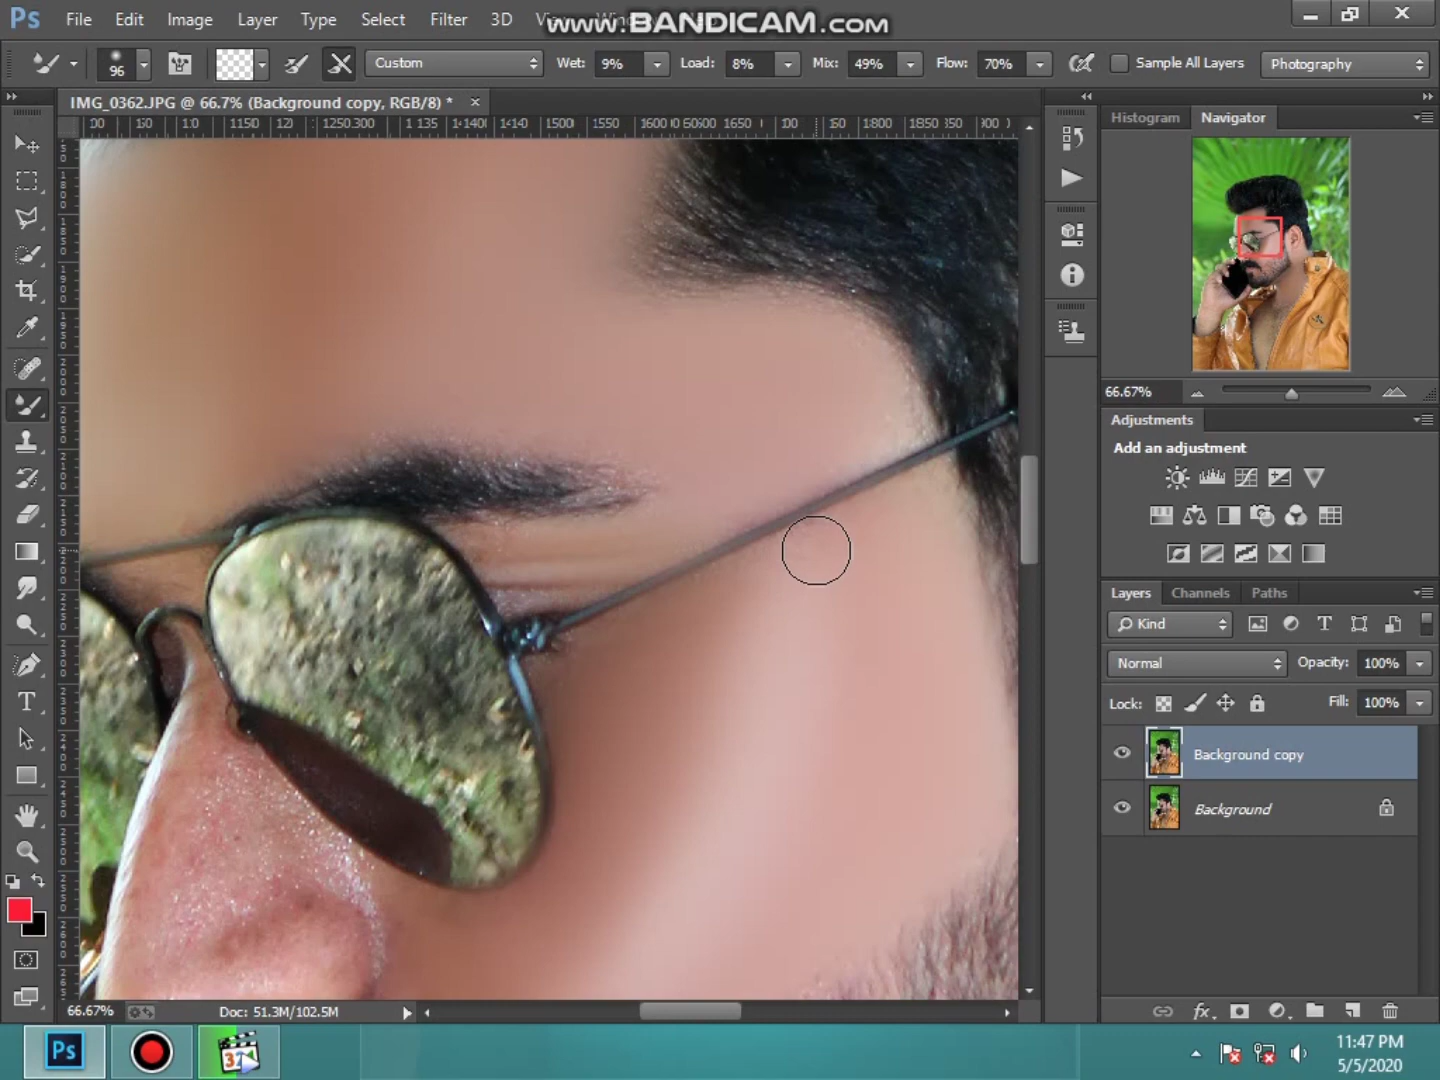 Ps File Edit Image Layer Type Select Filter 3D
www.BANDICAM.com
96 Custom Wet: 9% Load: 8% Mix: 49% Flow: 70% Sample All Layers Photography
IMG_0362.JPG @ 66.7% (Background copy, RGB/8) * ×
Histogram Navigator
66.67%
Adjustments
Add an adjustment
Layers Channels Paths
Kind
Normal Opacity: 100%
Lock: Fill: 100%
Background copy
Background
66.67% Doc: 51.3M/102.5M
Ps
11:47 PM
5/5/2020